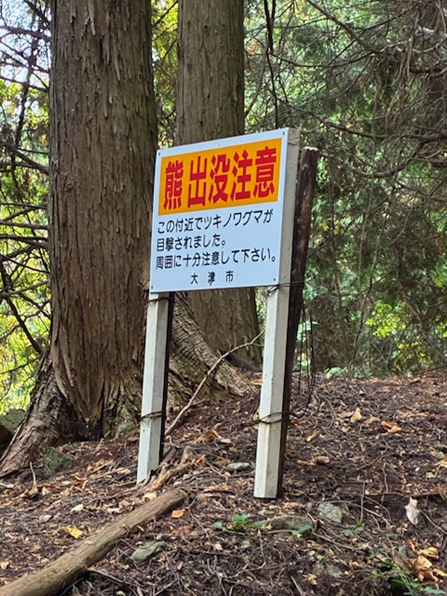 熊出没注意
この付近でツキノワグマが
目撃されました。
周囲に十分注意して下さい。
大津市